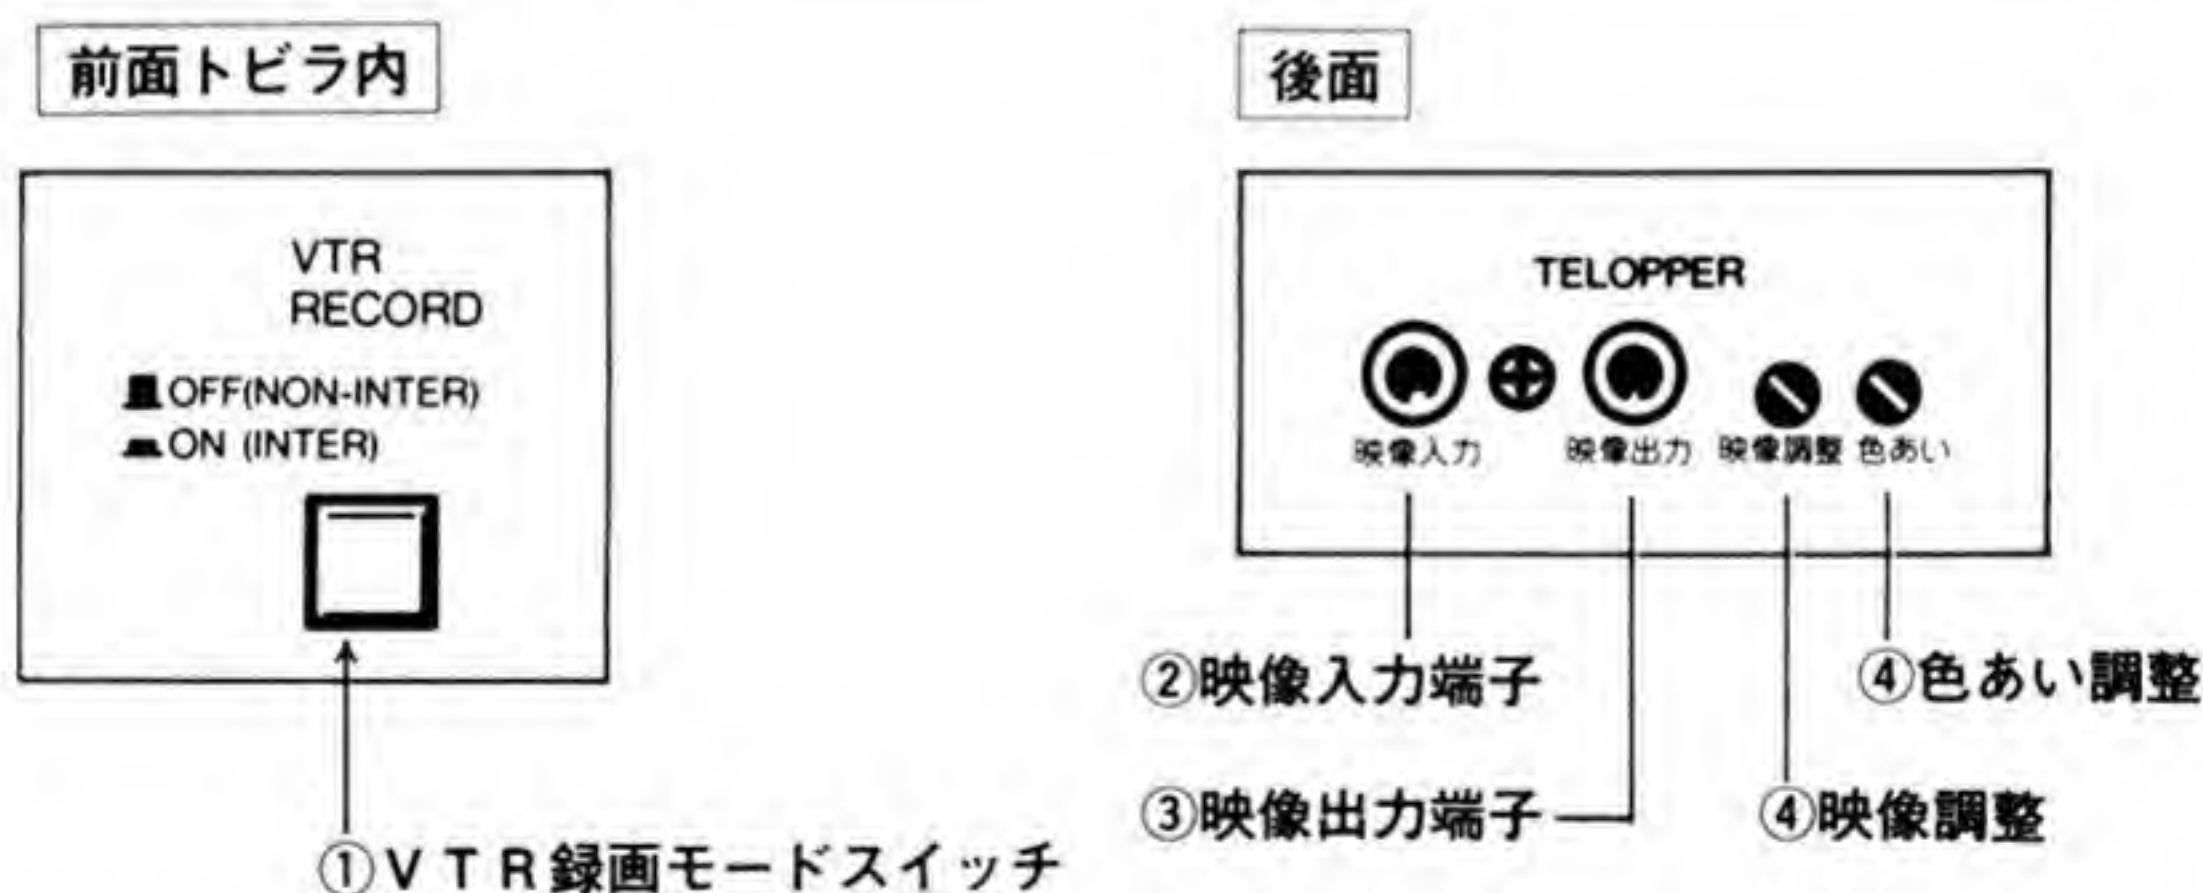 前面トビラ内
VTR
RECORD
OFF(NON-INTER)
ON (INTER)
①VTR録画モードスイッチ
後面
TELOPPER
映像入力
映像出力
映像調整
色あい
②映像入力端子
④色あい調整
③映像出力端子
④映像調整